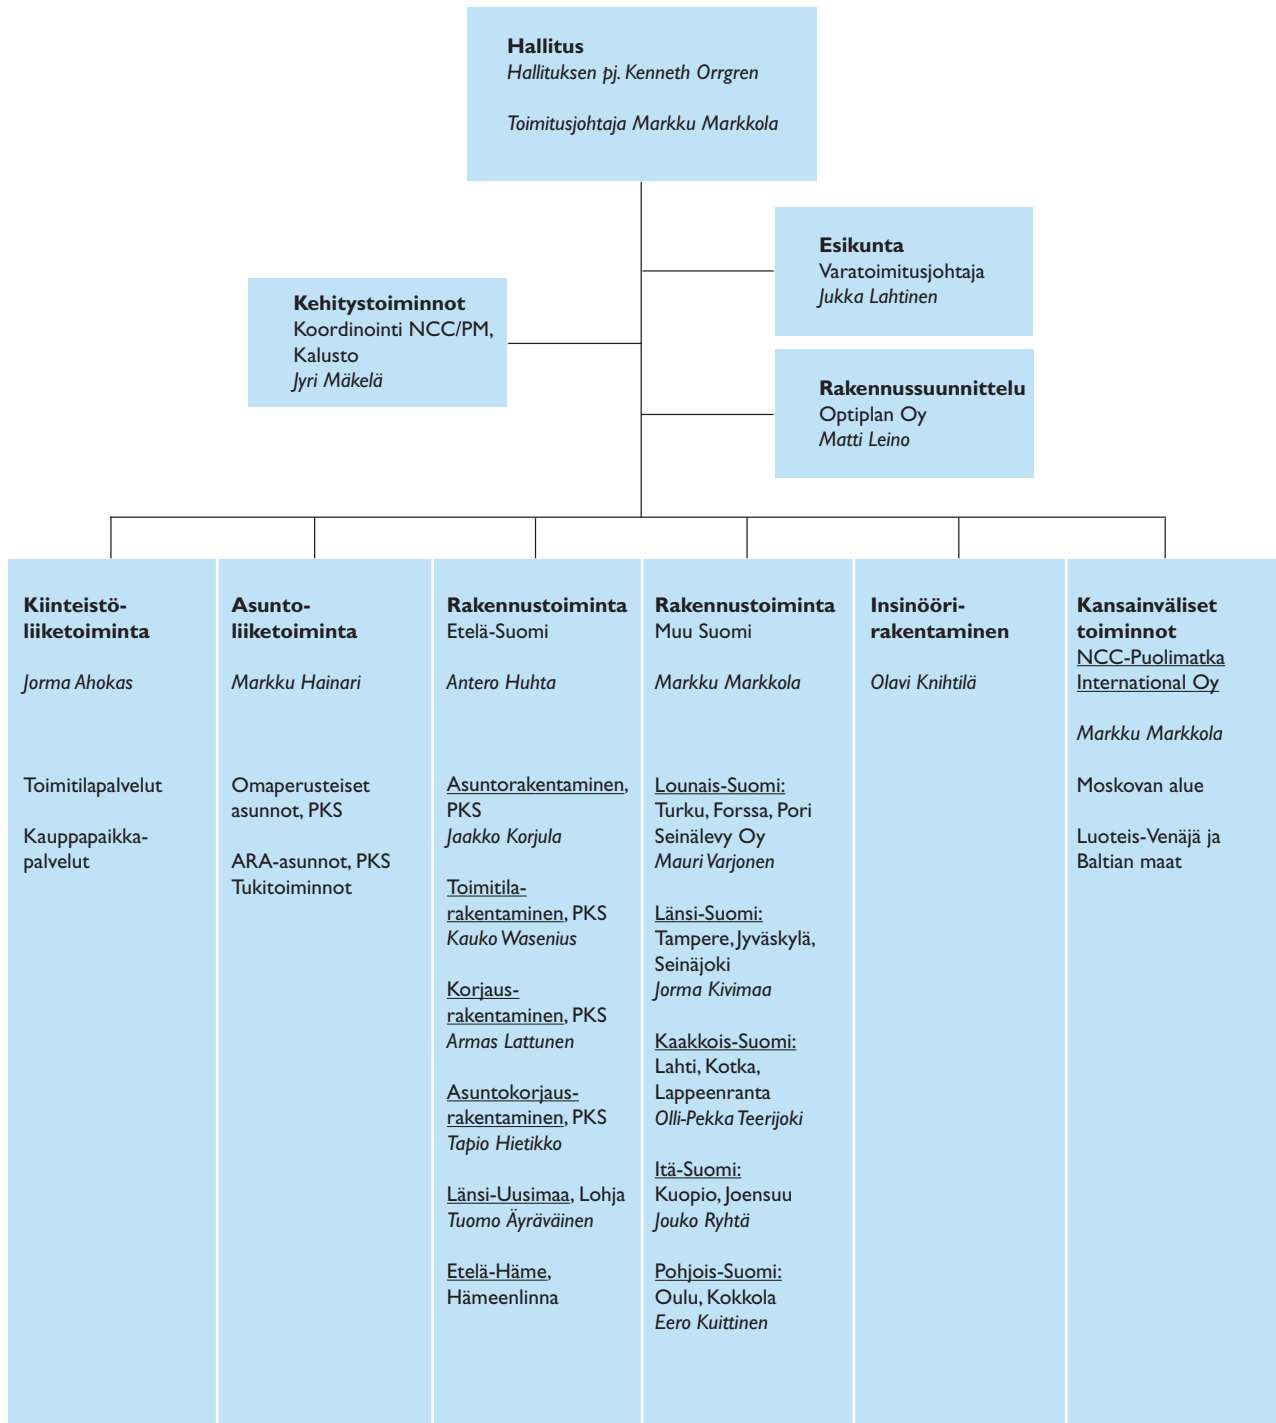 Hallitus
Hallituksen pj. Kenneth Orrgren
Toimitusjohtaja Markku Markkola
Esikunta
Varatoimitusjohtaja
Jukka Lahtinen
Kehitystoiminnot
Koordinointi NCC/PM,
Kalusto
Jyri Mäkelä
Rakennussuunnittelu
Optiplan Oy
Matti Leino
Kiinteistö-
liiketoiminta
Jorma Ahokas
Toimitilapalvelut
Kauppapaikka-
palvelut
Asunto-
liiketoiminta
Markku Hainari
Omaperusteiset
asunnot, PKS
ARA-asunnot, PKS
Tukitoiminnot
Rakennustoiminta
Etelä-Suomi
Antero Huhta
Asuntorakentaminen,
PKS
Jaakko Korjula
Toimitila-
rakentaminen, PKS
Kauko Wasenius
Korjaus-
rakentaminen, PKS
Armas Lattunen
Asuntokorjaus-
rakentaminen, PKS
Tapio Hietikko
Länsi-Uusimaa, Lohja
Tuomo Äyräväinen
Etelä-Häme,
Hämeenlinna
Rakennustoiminta
Muu Suomi
Markku Markkola
Lounais-Suomi:
Turku, Forssa, Pori
Seinälevy Oy
Mauri Varjonen
Länsi-Suomi:
Tampere, Jyväskylä,
Seinäjoki
Jorma Kivimaa
Kaakkois-Suomi:
Lahti, Kotka,
Lappeenranta
Olli-Pekka Teerijoki
Itä-Suomi:
Kuopio, Joensuu
Jouko Ryhtä
Pohjois-Suomi:
Oulu, Kokkola
Eero Kuittinen
Insinööri-
rakentaminen
Olavi Knihtilä
Kansainväliset
toiminnot
NCC-Puolimatka
International Oy
Markku Markkola
Moskovan alue
Luoteis-Venäjä ja
Baltian maat